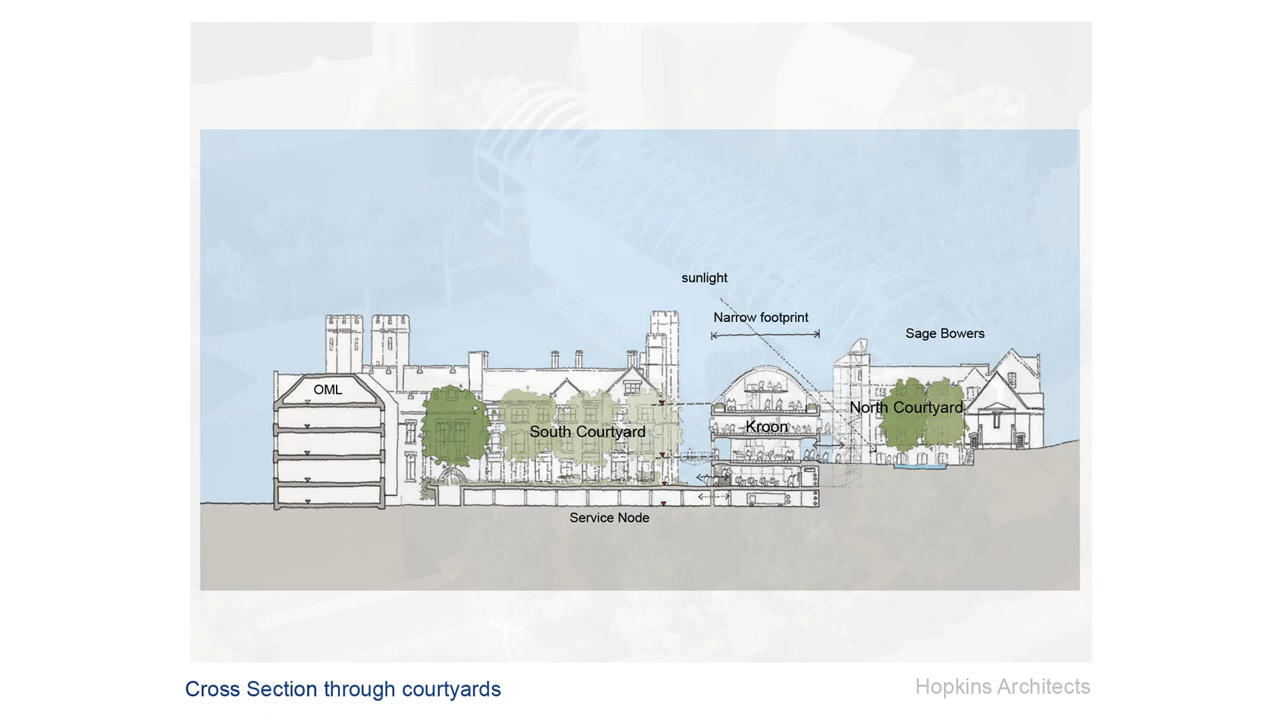 sunlight
Narrow footprint
Sage Bowers
OML
North Courtyard
South Courtyard
Kroon
Service Node
Cross Section through courtyards
Hopkins Architects